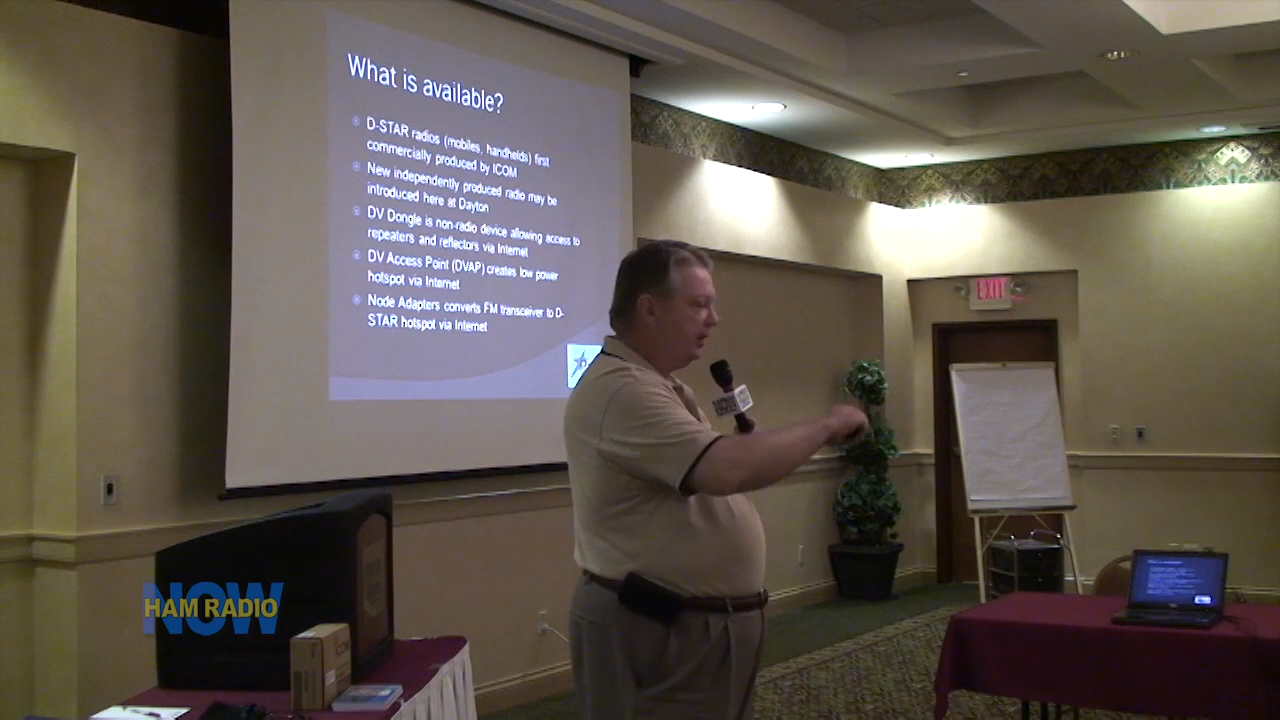 What is available?
D-STAR radios (mobiles, handhelds) first
commercially produced by ICOM
New independently produced radio may be
introduced here at Dayton
DV Dongle is non-radio device allowing access to
repeaters and reflectors via Internet
DV Access Point (DVAP) creates low power
hotspot via Internet
Node Adapters converts FM transceiver to D-
STAR hotspot via Internet
EXIT
NOW
HAM RADIO